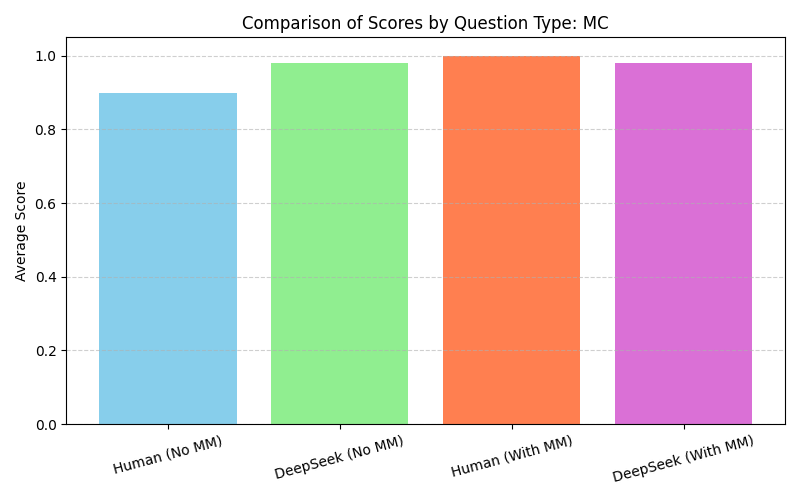 Comparison of Scores by Question Type: MC
Average Score
1.0
0.8
0.6
0.4
0.2
0.0
Human (No MM)
DeepSeek (No MM)
Human (With MM)
DeepSeek (With MM)